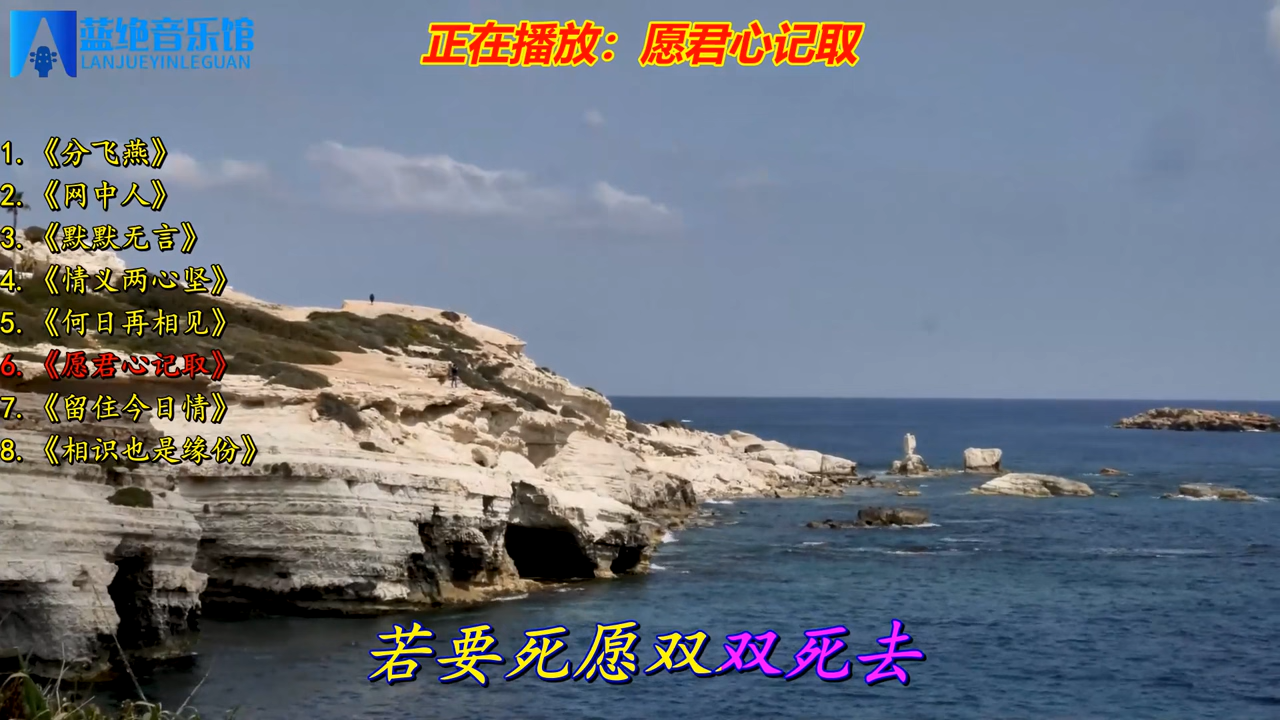 蓝绝音乐馆
LANJUEYINLEGUAN
正在播放：愿君心记取
1.《分飞燕》
2.《网中人》
3.《默默无言》
4.《情义两心坚》
5.《何日再相见》
6.《愿君心记取》
7.《留住今日情》
8.《相识也是缘份》
若要死愿双双死去